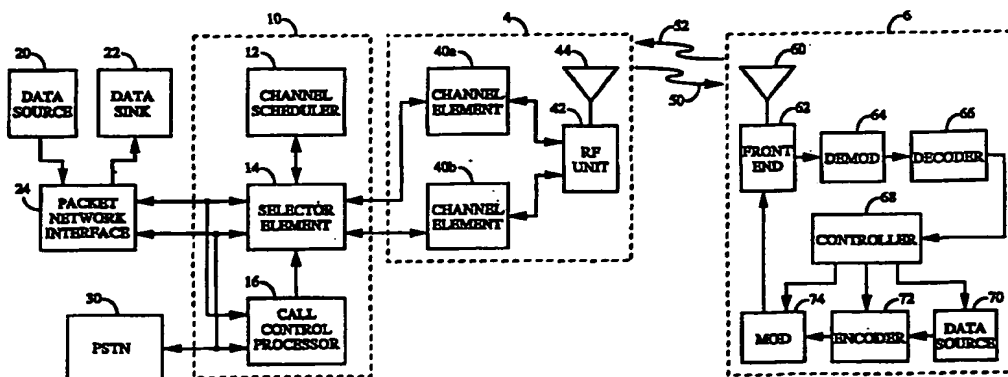 10
4
6
20
22
12
40a
44
52
60
DATA
SOURCE
DATA
SINK
CHANNEL
SCHEDULER
CHANNEL
ELEMENT
42
50
62
64
66
RF
UNIT
FRONT
END
DEMOD
DECODER
24
PACKET
NETWORK
INTERFACE
14
SELECTOR
ELEMENT
40b
CHANNEL
ELEMENT
68
CONTROLLER
30
PSTN
16
CALL
CONTROL
PROCESSOR
74
72
70
MOD
ENCODER
DATA
SOURCE